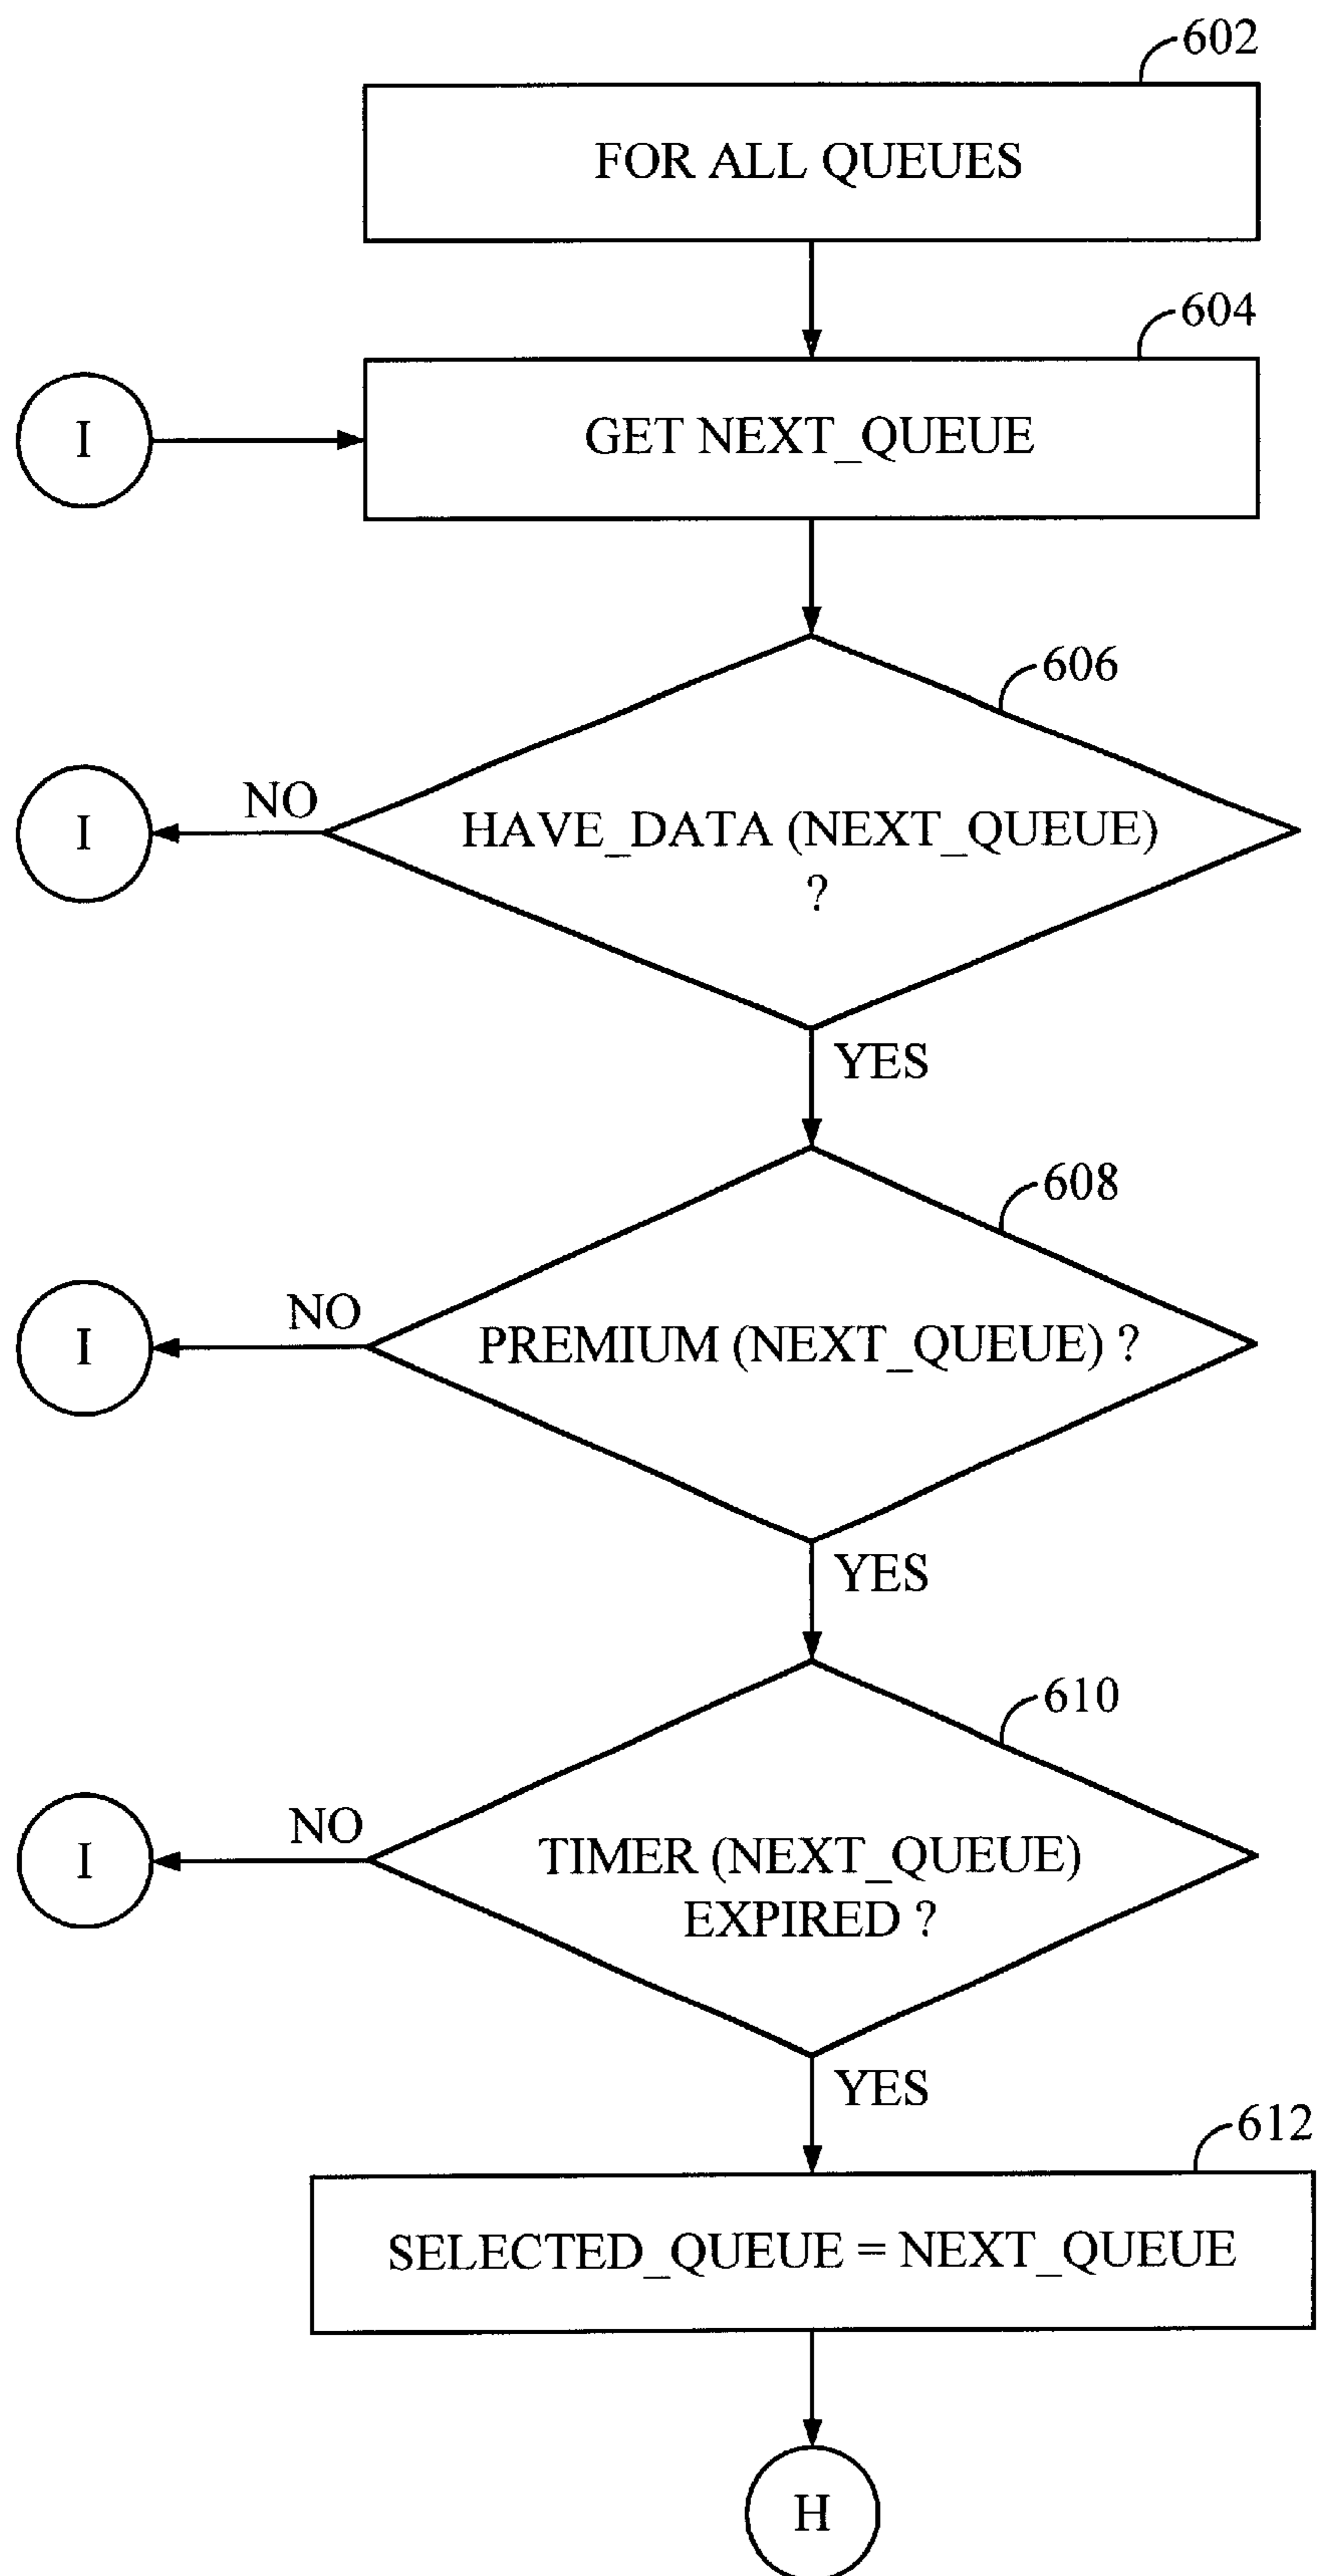 602
FOR ALL QUEUES
604
I
GET NEXT_QUEUE
606
NO
I
HAVE_DATA (NEXT_QUEUE)
?
YES
608
NO
I
PREMIUM (NEXT_QUEUE) ?
YES
610
NO
I
TIMER (NEXT_QUEUE)
EXPIRED ?
YES
612
SELECTED_QUEUE = NEXT_QUEUE
H